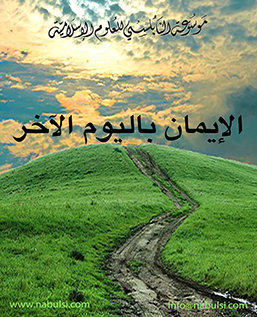 موسوعة النابلسي للعلوم الإسلامية
الإيمان باليوم الآخر
www.nabulsi.com
info@nabulsi.com